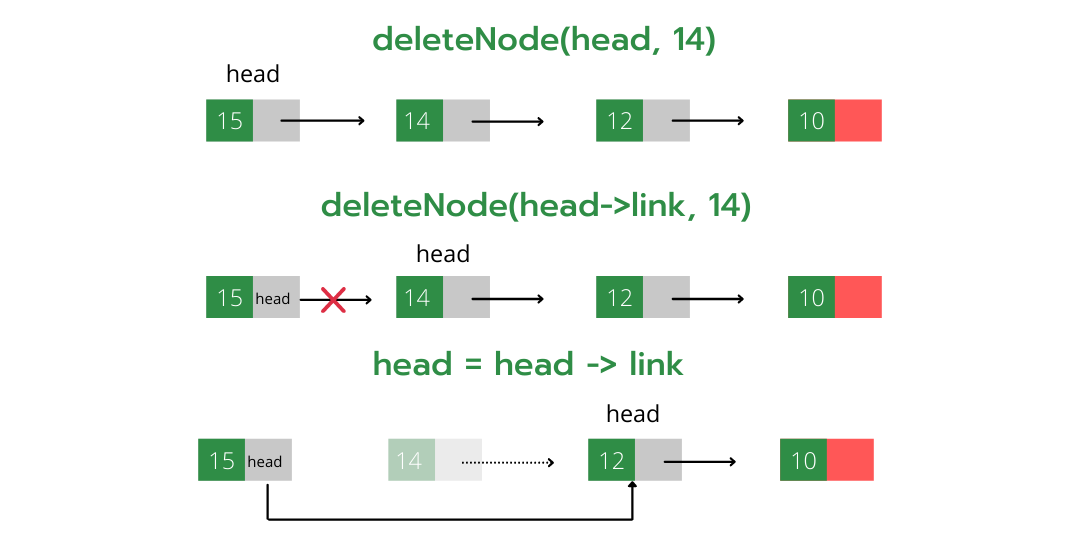 deleteNode(head, 14)
head
15 14 12 10
deleteNode(head->link, 14)
head
15 head 14 12 10
head = head -> link
head
15 head 14 12 10